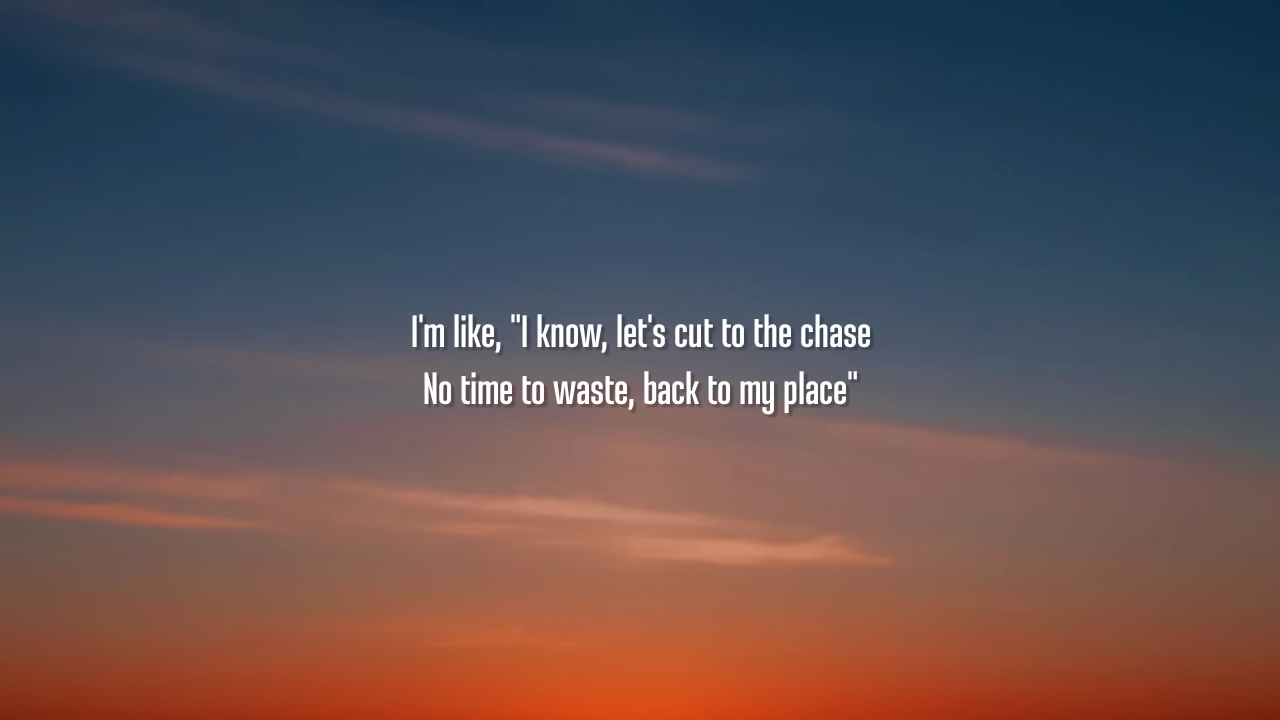 I'm like, "I know, let's cut to the chase
No time to waste, back to my place"